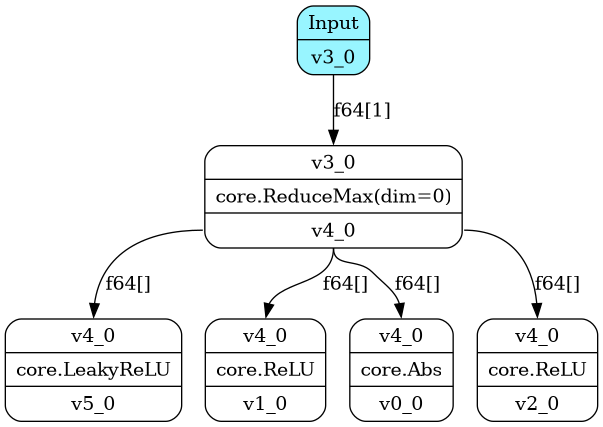 Input
v3_0
f64[1]
v3_0
core.ReduceMax(dim=0)
v4_0
f64[]
f64[]
f64[]
f64[]
v4_0
core.LeakyReLU
v5_0
v4_0
core.ReLU
v1_0
v4_0
core.Abs
v0_0
v4_0
core.ReLU
v2_0